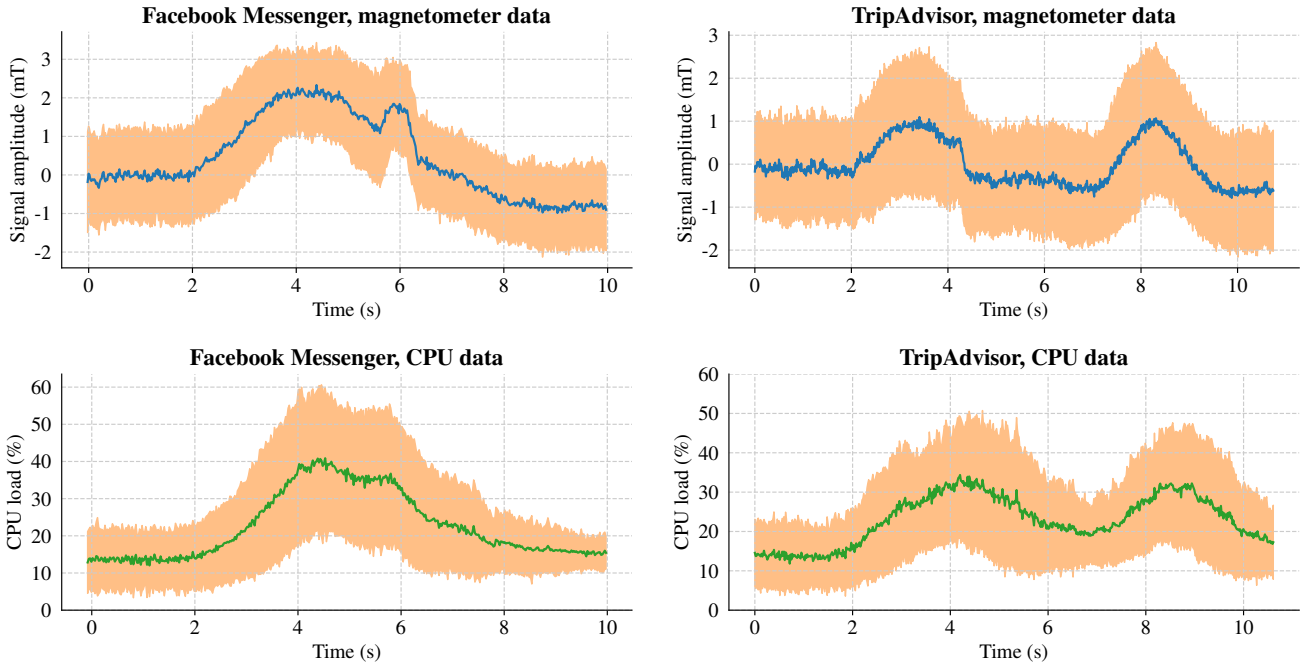 Facebook Messenger, magnetometer data
Signal amplitude (mT)
3
2
1
0
-1
-2
0 2 4 6 8 10
Time (s)
TripAdvisor, magnetometer data
Signal amplitude (mT)
3
2
1
0
-1
-2
0 2 4 6 8 10
Time (s)
Facebook Messenger, CPU data
CPU load (%)
60
50
40
30
20
10
0
0 2 4 6 8 10
Time (s)
TripAdvisor, CPU data
CPU load (%)
60
50
40
30
20
10
0
0 2 4 6 8 10
Time (s)